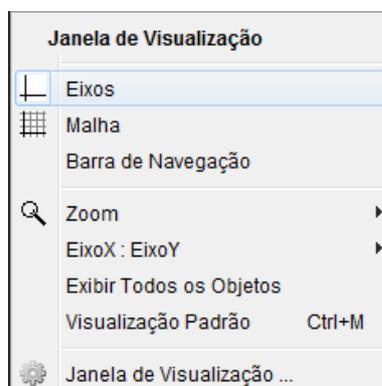 Janela de Visualização
Eixos
Malha
Barra de Navegação
Zoom
EixoX : EixoY
Exibir Todos os Objetos
Visualização Padrão Ctrl+M
Janela de Visualização ...